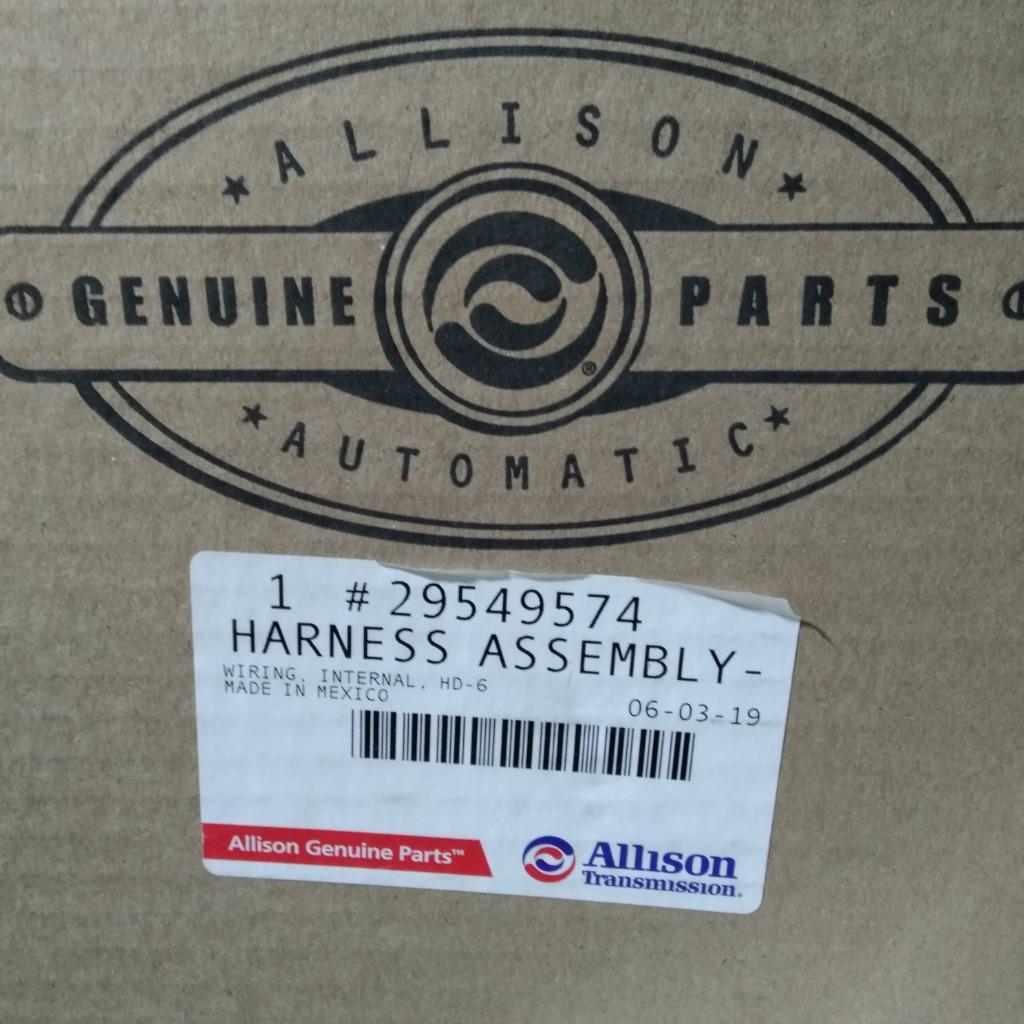 ALLISON
GENUINE PARTS
®
AUTOMATIC
1 #29549574
HARNESS ASSEMBLY-
WIRING, INTERNAL, HD-6
MADE IN MEXICO
06-03-19
Allison Genuine Parts™
Allison
Transmission.